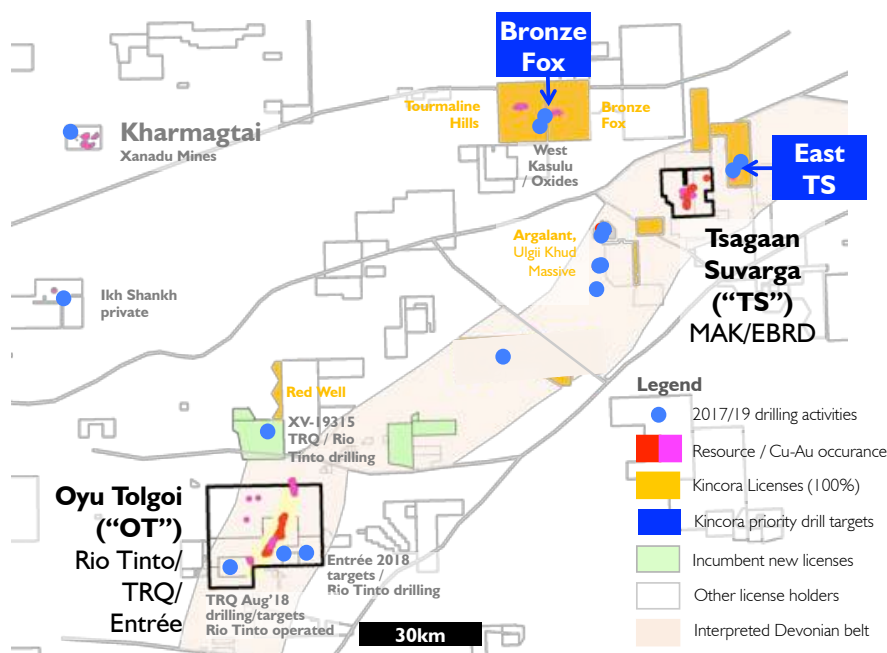 Bronze
Fox
Tourmaline
Hills
Bronze
Fox
Kharmagtai
Xanadu Mines
West
Kasulu
/ Oxides
East
TS
Argalant,
Ulgii Khud
Massive
Tsagaan
Suvarga
("TS")
MAK/EBRD
Ikh Shankh
private
Red Well
XV-19315
TRQ / Rio
Tinto drilling
Oyu Tolgoi
("OT")
Rio Tinto/
TRQ/
Entrée
Entrée 2018
targets /
Rio Tinto drilling
TRQ Aug'18
drilling/targets
Rio Tinto operated
30km
Legend
2017/19 drilling activities
Resource / Cu-Au occurance
Kincora Licenses (100%)
Kincora priority drill targets
Incumbent new licenses
Other license holders
Interpreted Devonian belt